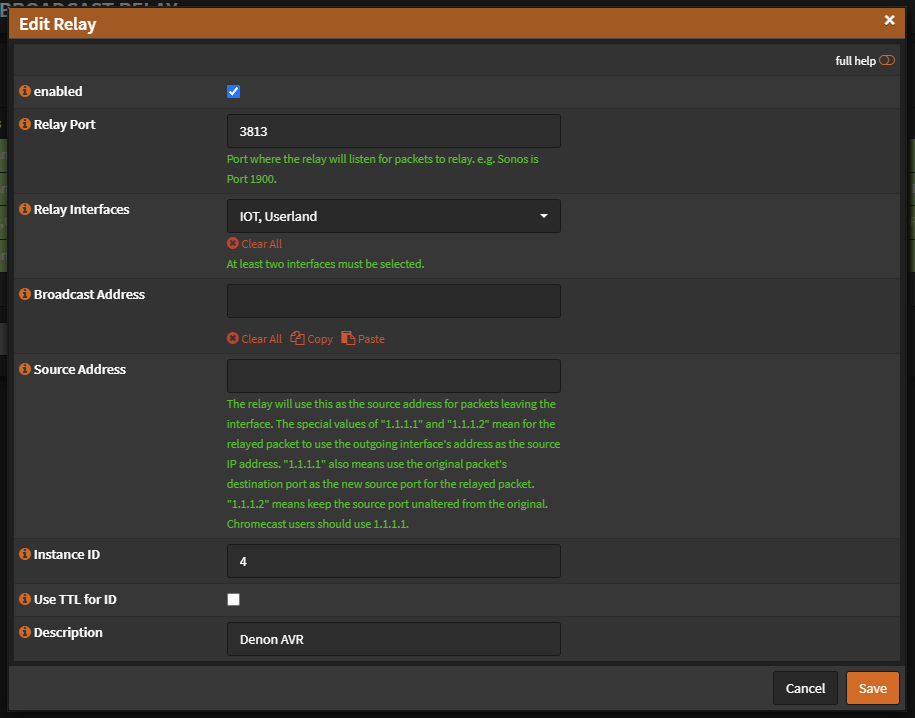 BROADCAST RELAY
Edit Relay
×
full help
enabled
Relay Port
3813
Port where the relay will listen for packets to relay. e.g. Sonos is
Port 1900.
Relay Interfaces
IOT, Userland
Clear All
At least two interfaces must be selected.
Broadcast Address
Clear All Copy Paste
Source Address
The relay will use this as the source address for packets leaving the
interface. The special values of "1.1.1.1" and "1.1.1.2" mean for the
relayed packet to use the outgoing interface's address as the source
IP address. "1.1.1.1" also means use the original packet's
destination port as the new source port for the relayed packet.
"1.1.1.2" means keep the source port unaltered from the original.
Chromecast users should use 1.1.1.1.
Instance ID
4
Use TTL for ID
Description
Denon AVR
Cancel
Save